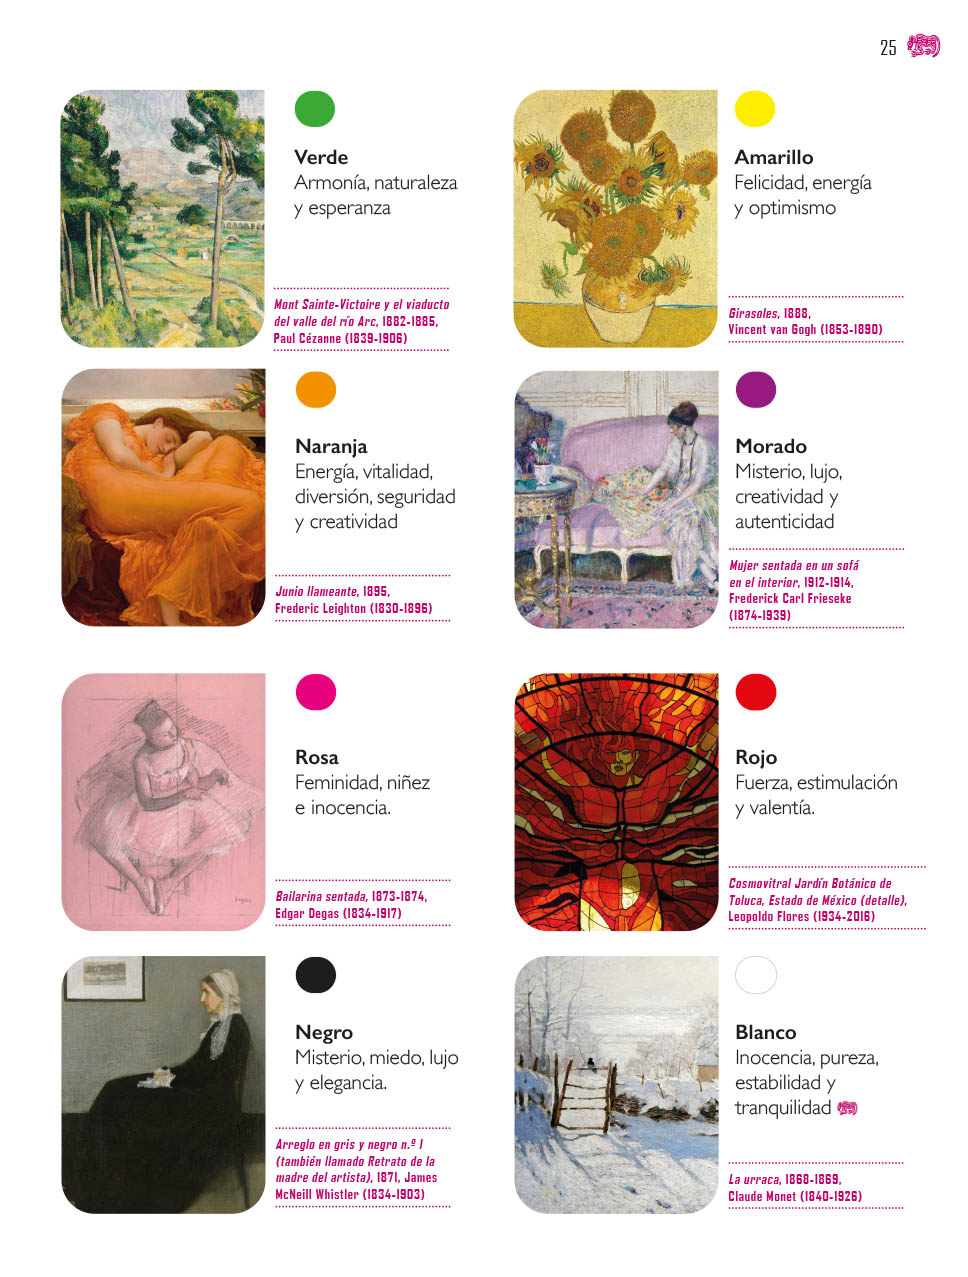 25
Verde
Armonía, naturaleza
y esperanza
Mont Sainte-Victoire y el viaducto
del valle del río Arc, 1882-1885,
Paul Cézanne (1839-1906)
Amarillo
Felicidad, energía
y optimismo
Girasoles, 1888,
Vincent van Gogh (1853-1890)
Naranja
Energía, vitalidad,
diversión, seguridad
y creatividad
Junio llameante, 1895,
Frederic Leighton (1830-1896)
Morado
Misterio, lujo,
creatividad y
autenticidad
Mujer sentada en un sofá
en el interior, 1912-1914,
Frederick Carl Frieseke
(1874-1939)
Rosa
Feminidad, niñez
e inocencia.
Bailarina sentada, 1873-1874,
Edgar Degas (1834-1917)
Rojo
Fuerza, estimulación
y valentía.
Cosmovitral Jardín Botánico de
Toluca, Estado de México (detalle),
Leopoldo Flores (1934-2016)
Negro
Misterio, miedo, lujo
y elegancia.
Arreglo en gris y negro n.º 1
(también llamado Retrato de la
madre del artista), 1871, James
McNeill Whistler (1834-1903)
Blanco
Inocencia, pureza,
estabilidad y
tranquilidad
La urraca, 1868-1869,
Claude Monet (1840-1926)